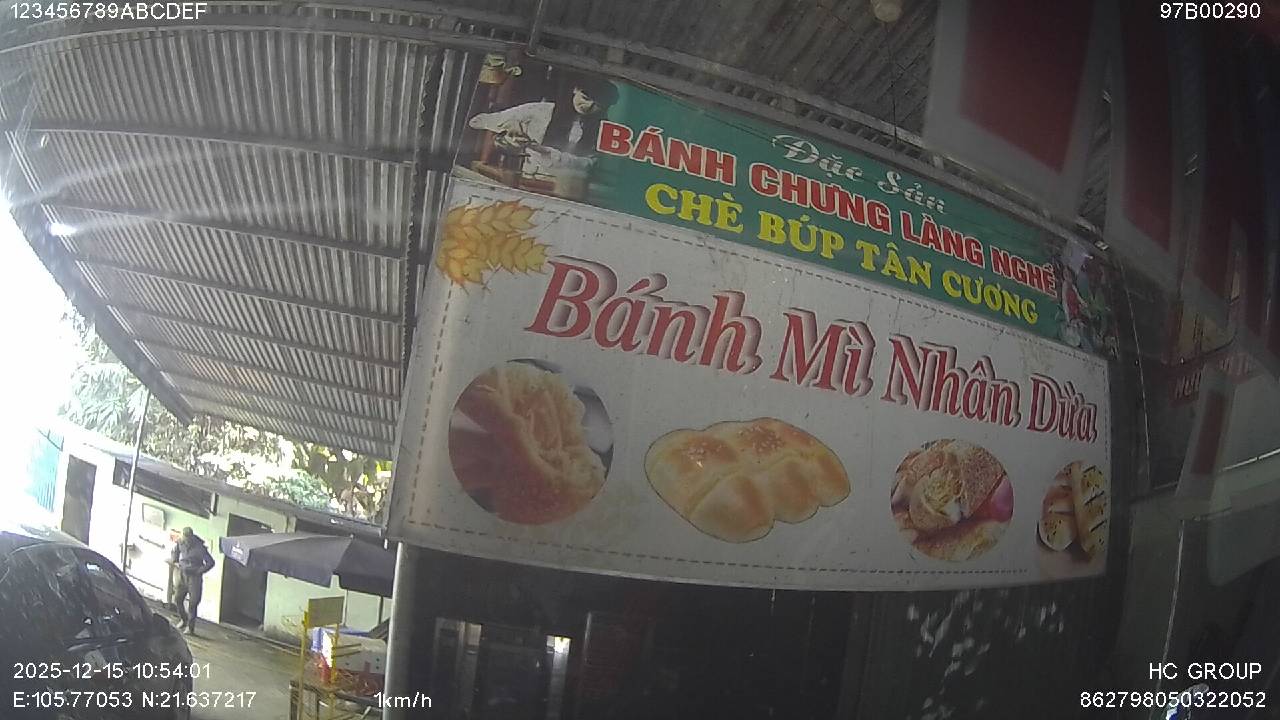 123456789ABCDEF
97B00290
Đặc Sản
BÁNH CHƯNG LÀNG NGHỀ
CHÈ BÚP TÂN CƯƠNG
Bánh Mì Nhân Dừa
2025-12-15 10:54:01
HC GROUP
E:105.77053 N:21.637217
1km/h
862798050322052